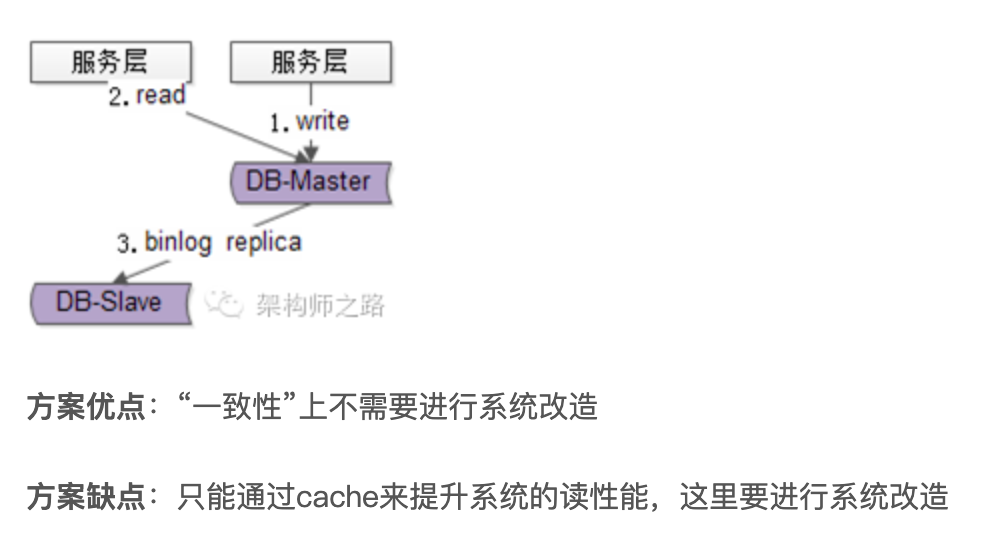 服务层
服务层
2. read
1. write
DB-Master
3. binlog replica
DB-Slave
架构师之路
方案优点：“一致性”上不需要进行系统改造
方案缺点：只能通过cache来提升系统的读性能，这里要进行系统改造